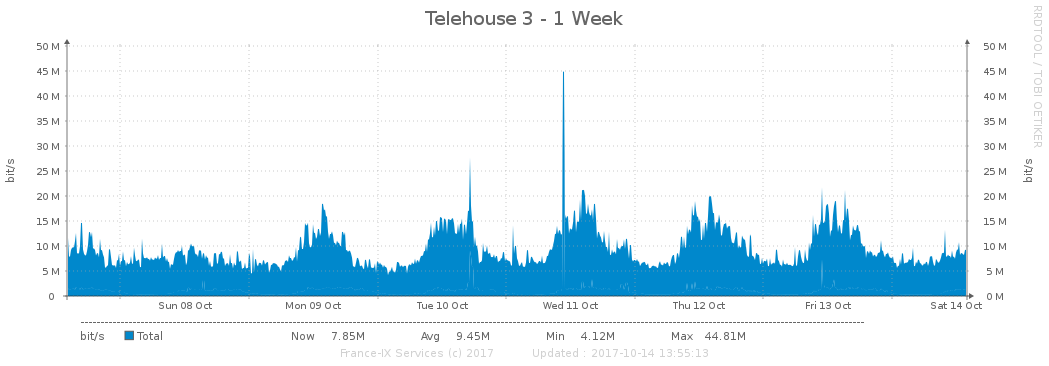 Telehouse 3 - 1 Week
RRDTOOL / TOBI OETIKER
bit/s
50 M 50 M
45 M 45 M
40 M 40 M
35 M 35 M
30 M 30 M
25 M 25 M
20 M 20 M
15 M 15 M
10 M 10 M
5 M 5 M
0 0 M
bit/s
Sun 08 Oct Mon 09 Oct Tue 10 Oct Wed 11 Oct Thu 12 Oct Fri 13 Oct Sat 14 Oct
bit/s Total Now 7.85M Avg 9.45M Min 4.12M Max 44.81M
France-IX Services (c) 2017 Updated : 2017-10-14 13:55:13